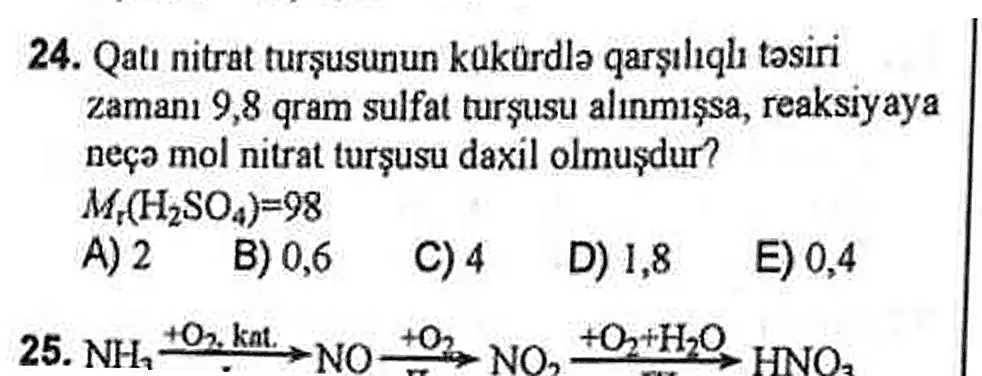 24. Qatı nitrat turşusunun kükürdlə qarşılıqlı təsiri
zamanı 9,8 qram sulfat turşusu alınmışsa, reaksiyaya
neçə mol nitrat turşusu daxil olmuşdur?
Mᵣ(H₂SO₄)=98
A) 2 B) 0,6 C) 4 D) 1,8 E) 0,4
+O₂, kat. +O₂ +O₂+H₂O
25. NH₃ → NO → NO₂ → HNO₃